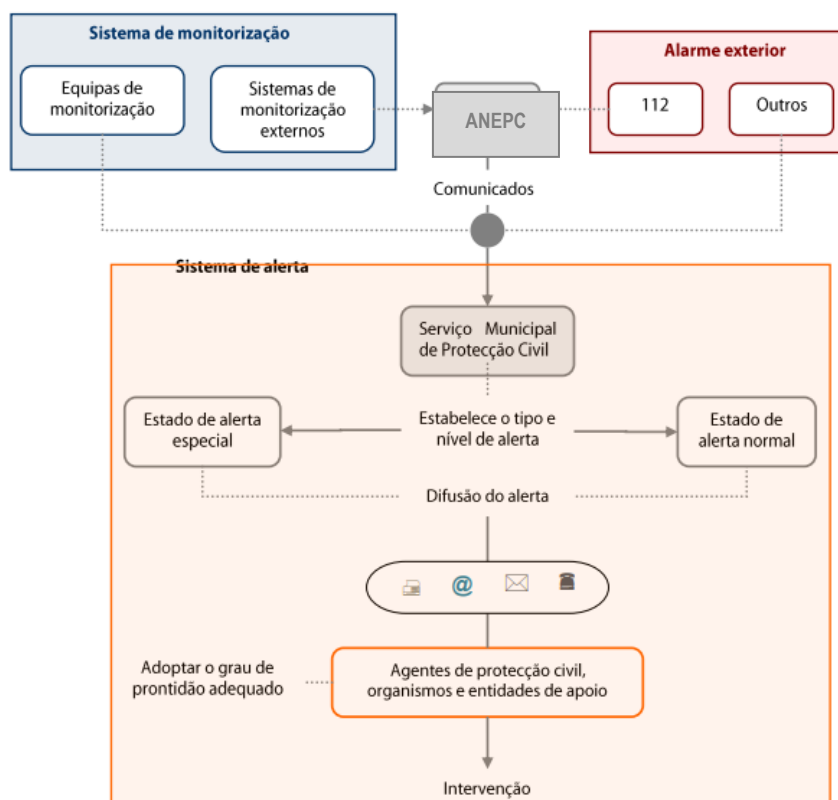 Sistema de monitorização
Equipas de
monitorização
Sistemas de
monitorização
externos
ANEPC
Alarme exterior
112
Outros
Comunicados
Sistema de alerta
Serviço Municipal
de Protecção Civil
Estado de alerta
especial
Estabelece o tipo e
nível de alerta
Estado de
alerta normal
Difusão do alerta
@
Adoptar o grau de
prontidão adequado
Agentes de protecção civil,
organismos e entidades de apoio
Intervenção